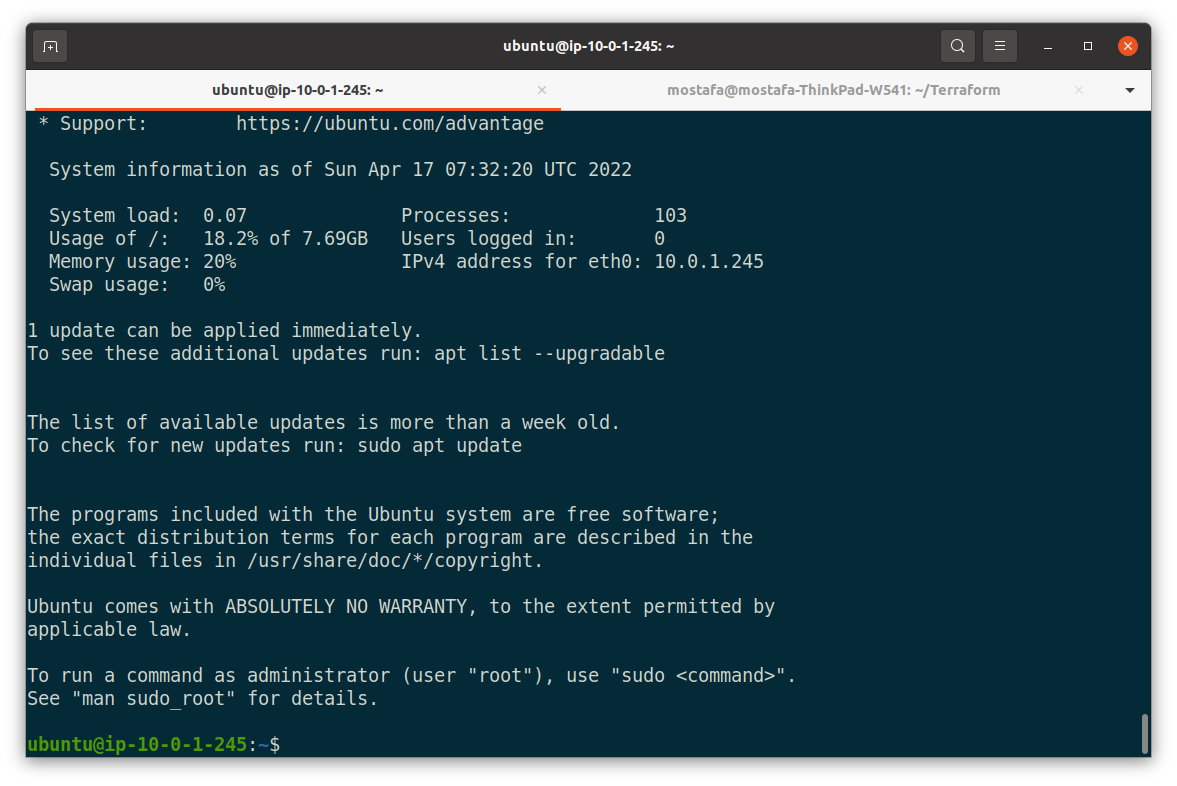 ubuntu@ip-10-0-1-245: ~
ubuntu@ip-10-0-1-245: ~
mostafa@mostafa-ThinkPad-W541: ~/Terraform
 * Support:        https://ubuntu.com/advantage

  System information as of Sun Apr 17 07:32:20 UTC 2022

  System load:  0.07              Processes:             103
  Usage of /:   18.2% of 7.69GB   Users logged in:       0
  Memory usage: 20%               IPv4 address for eth0: 10.0.1.245
  Swap usage:   0%

1 update can be applied immediately.
To see these additional updates run: apt list --upgradable


The list of available updates is more than a week old.
To check for new updates run: sudo apt update


The programs included with the Ubuntu system are free software;
the exact distribution terms for each program are described in the
individual files in /usr/share/doc/*/copyright.

Ubuntu comes with ABSOLUTELY NO WARRANTY, to the extent permitted by
applicable law.

To run a command as administrator (user "root"), use "sudo <command>".
See "man sudo_root" for details.

ubuntu@ip-10-0-1-245:~$